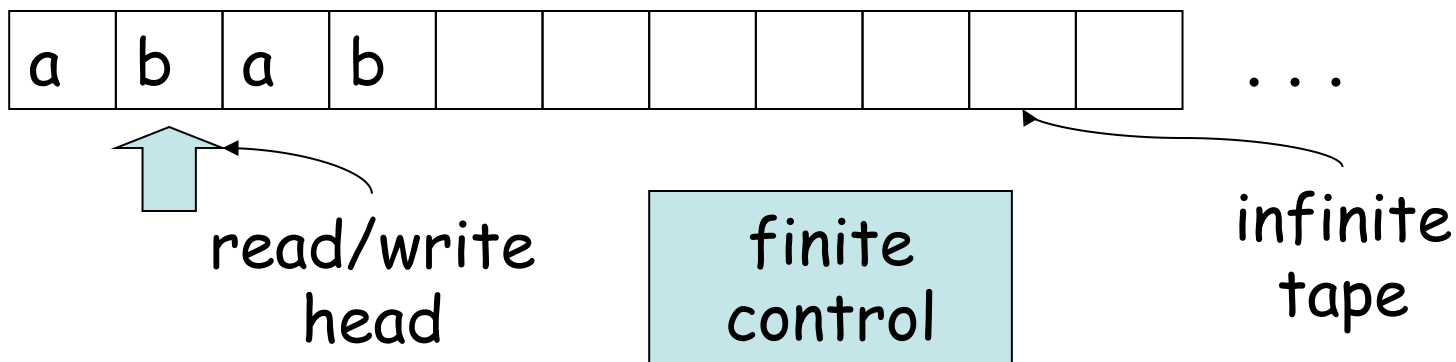 a b a b . . .
read/write
head
finite
control
infinite
tape